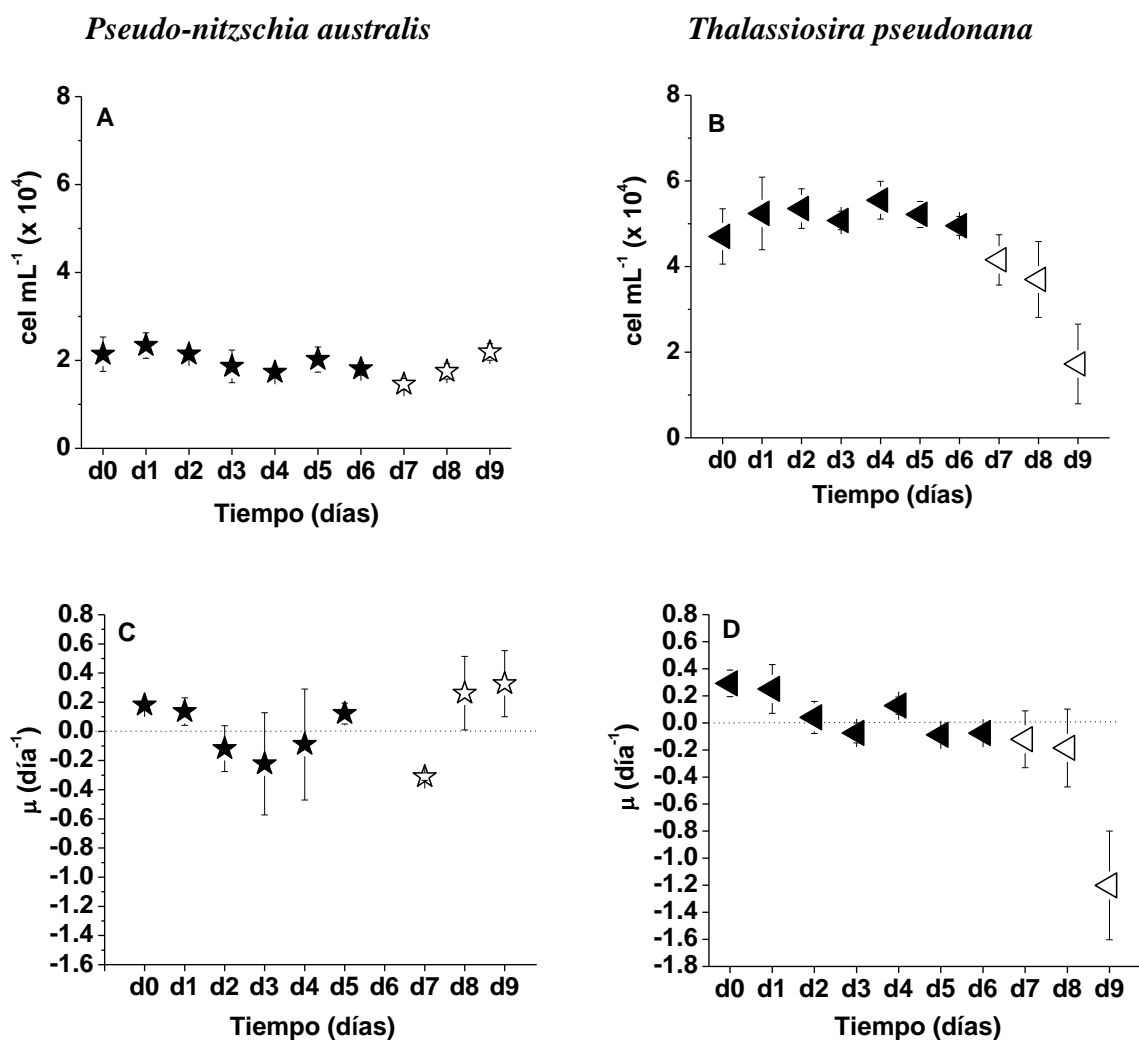 Pseudo-nitzschia australis
Thalassiosira pseudonana
A
cel mL⁻¹ (x 10⁴)
8
6
4
2
0
d0 d1 d2 d3 d4 d5 d6 d7 d8 d9
Tiempo (días)
B
cel mL⁻¹ (x 10⁴)
8
6
4
2
0
d0 d1 d2 d3 d4 d5 d6 d7 d8 d9
Tiempo (días)
C
μ (día⁻¹)
0.8
0.6
0.4
0.2
0.0
-0.2
-0.4
-0.6
-0.8
-1.0
-1.2
-1.4
-1.6
d0 d1 d2 d3 d4 d5 d6 d7 d8 d9
Tiempo (días)
D
μ (día⁻¹)
0.8
0.6
0.4
0.2
0.0
-0.2
-0.4
-0.6
-0.8
-1.0
-1.2
-1.4
-1.6
-1.8
d0 d1 d2 d3 d4 d5 d6 d7 d8 d9
Tiempo (días)